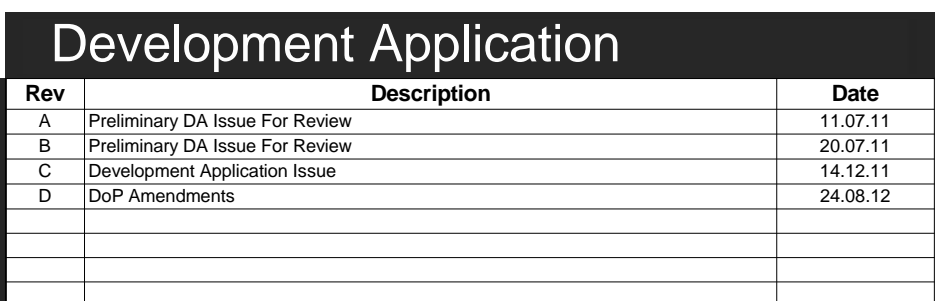 Development Application
Rev Description Date
A Preliminary DA Issue For Review 11.07.11
B Preliminary DA Issue For Review 20.07.11
C Development Application Issue 14.12.11
D DoP Amendments 24.08.12